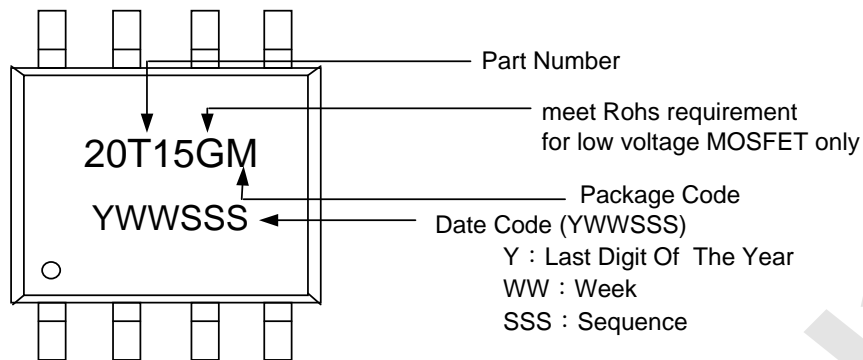 Part Number
meet Rohs requirement
for low voltage MOSFET only
20T15GM
Package Code
YWWSSS
Date Code (YWWSSS)
Y：Last Digit Of The Year
WW：Week
SSS：Sequence